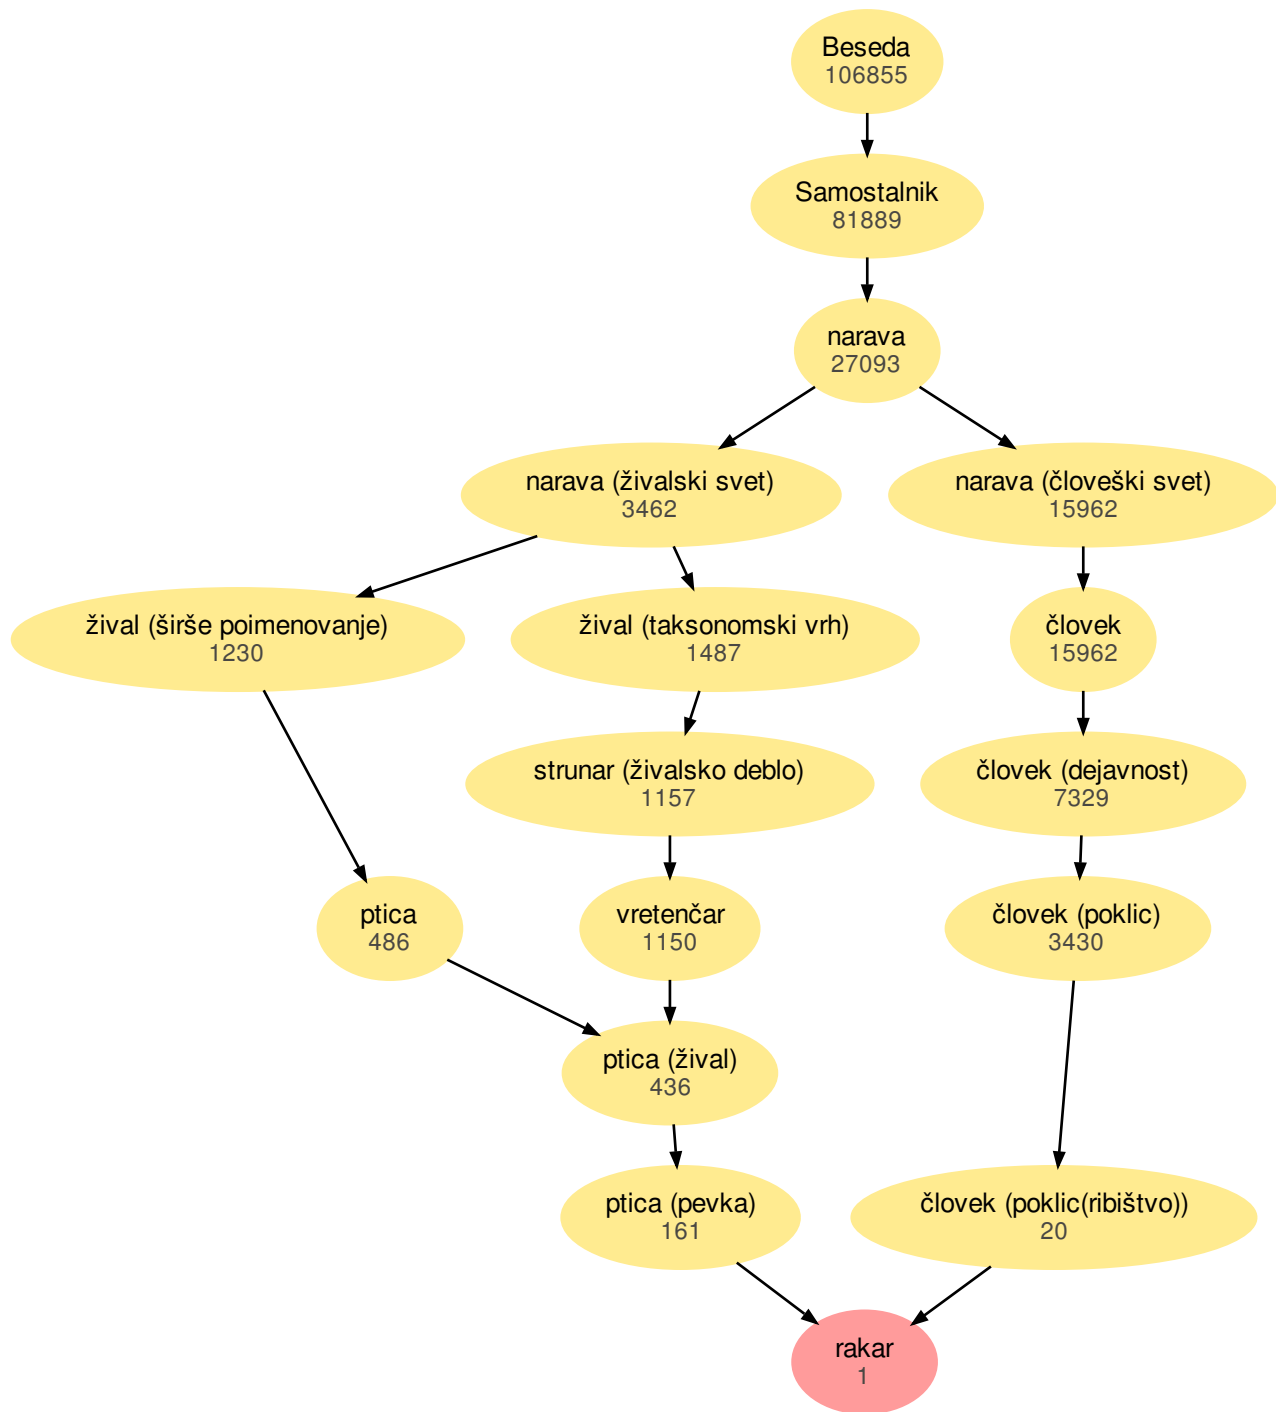 Beseda
106855
Samostalnik
81889
narava
27093
narava (živalski svet)
3462
narava (človeški svet)
15962
žival (širše poimenovanje)
1230
žival (taksonomski vrh)
1487
človek
15962
strunar (živalsko deblo)
1157
človek (dejavnost)
7329
ptica
486
vretenčar
1150
človek (poklic)
3430
ptica (žival)
436
ptica (pevka)
161
človek (poklic(ribištvo))
20
rakar
1